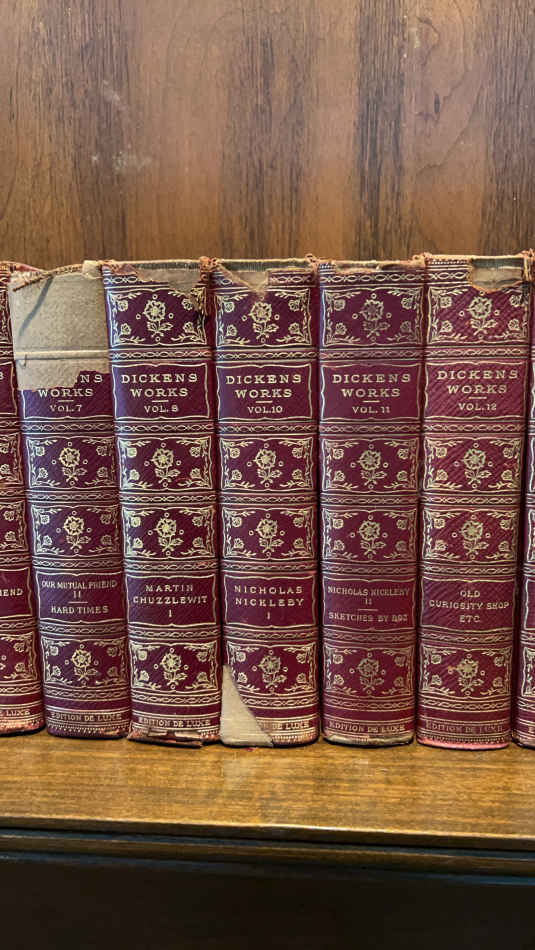 IEND
LUXE
NS
WORKS
VOL. 7
OUR MUTUAL FRIEND
II
HARD TIMES
EDITION DE LUXE
DICKENS
WORKS
VOL. 8
MARTIN
CHUZZLEWIT
I
EDITION DE LUXE
DICKENS
WORKS
VOL. 10
NICHOLAS
NICKLEBY
I
DE LUXE
DICKENS
WORKS
VOL. 11
NICHOLAS NICKLEBY
II
SKETCHES BY BOZ
EDITION DE LUXE
DICKENS
WORKS
VOL. 12
OLD
CURIOSITY SHOP
ETC.
EDITION DE LUXE